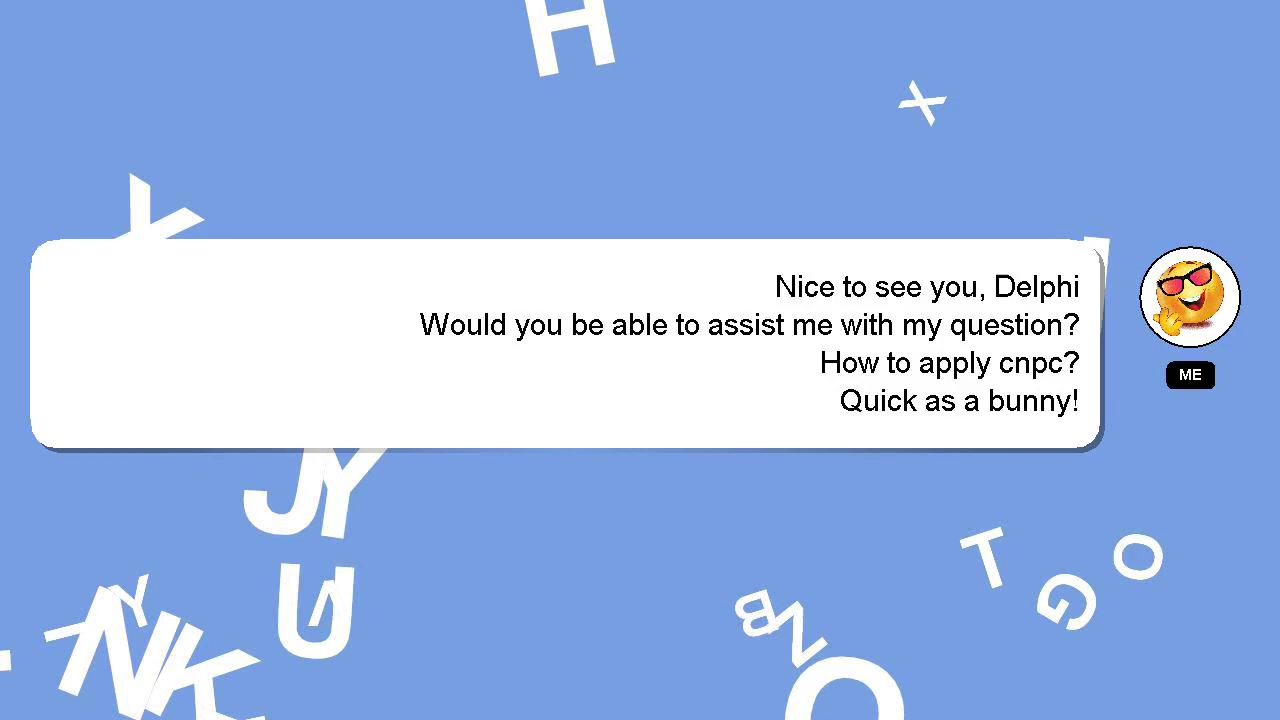 H
X
Y
Nice to see you, Delphi
Would you be able to assist me with my question?
How to apply cnpc?
Quick as a bunny!
ME
J
Y
T
O
G
U
Y
N
K
B
Z
O